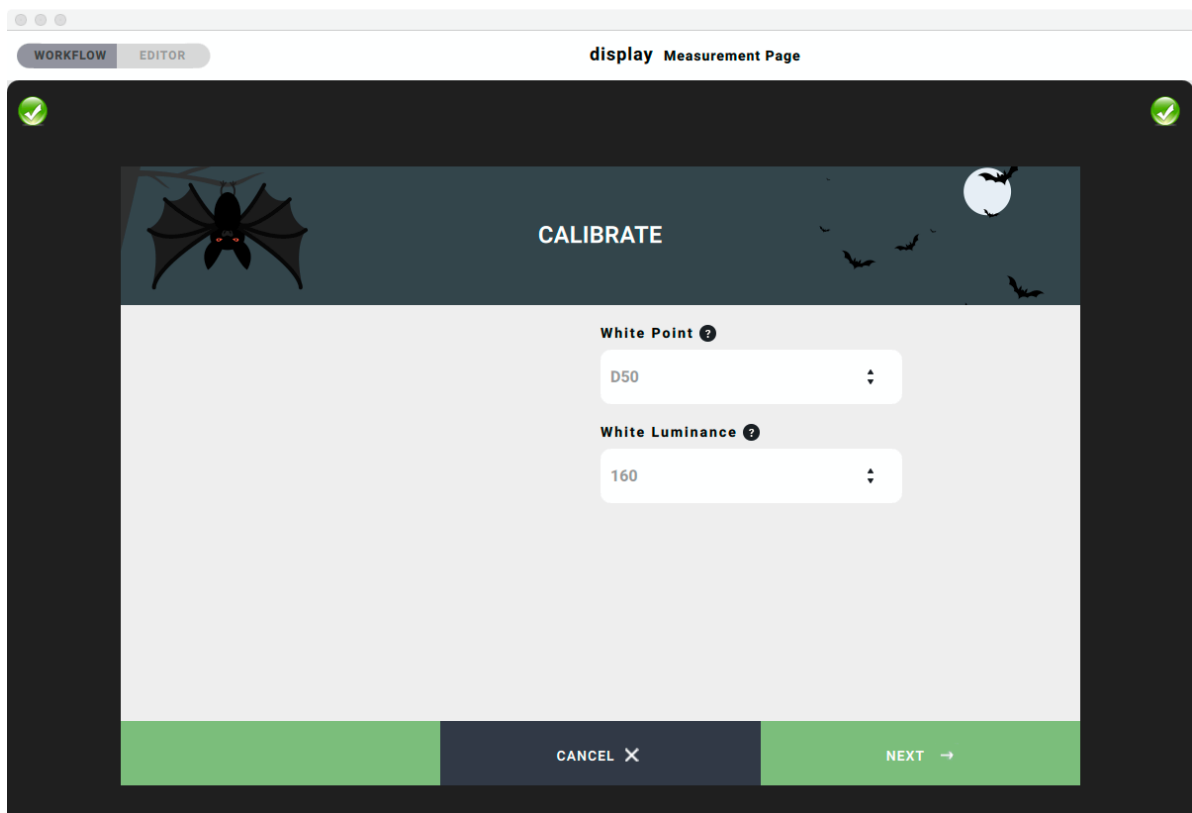 WORKFLOW EDITOR display Measurement Page
CALIBRATE
White Point ?
D50
White Luminance ?
160
CANCEL X NEXT →